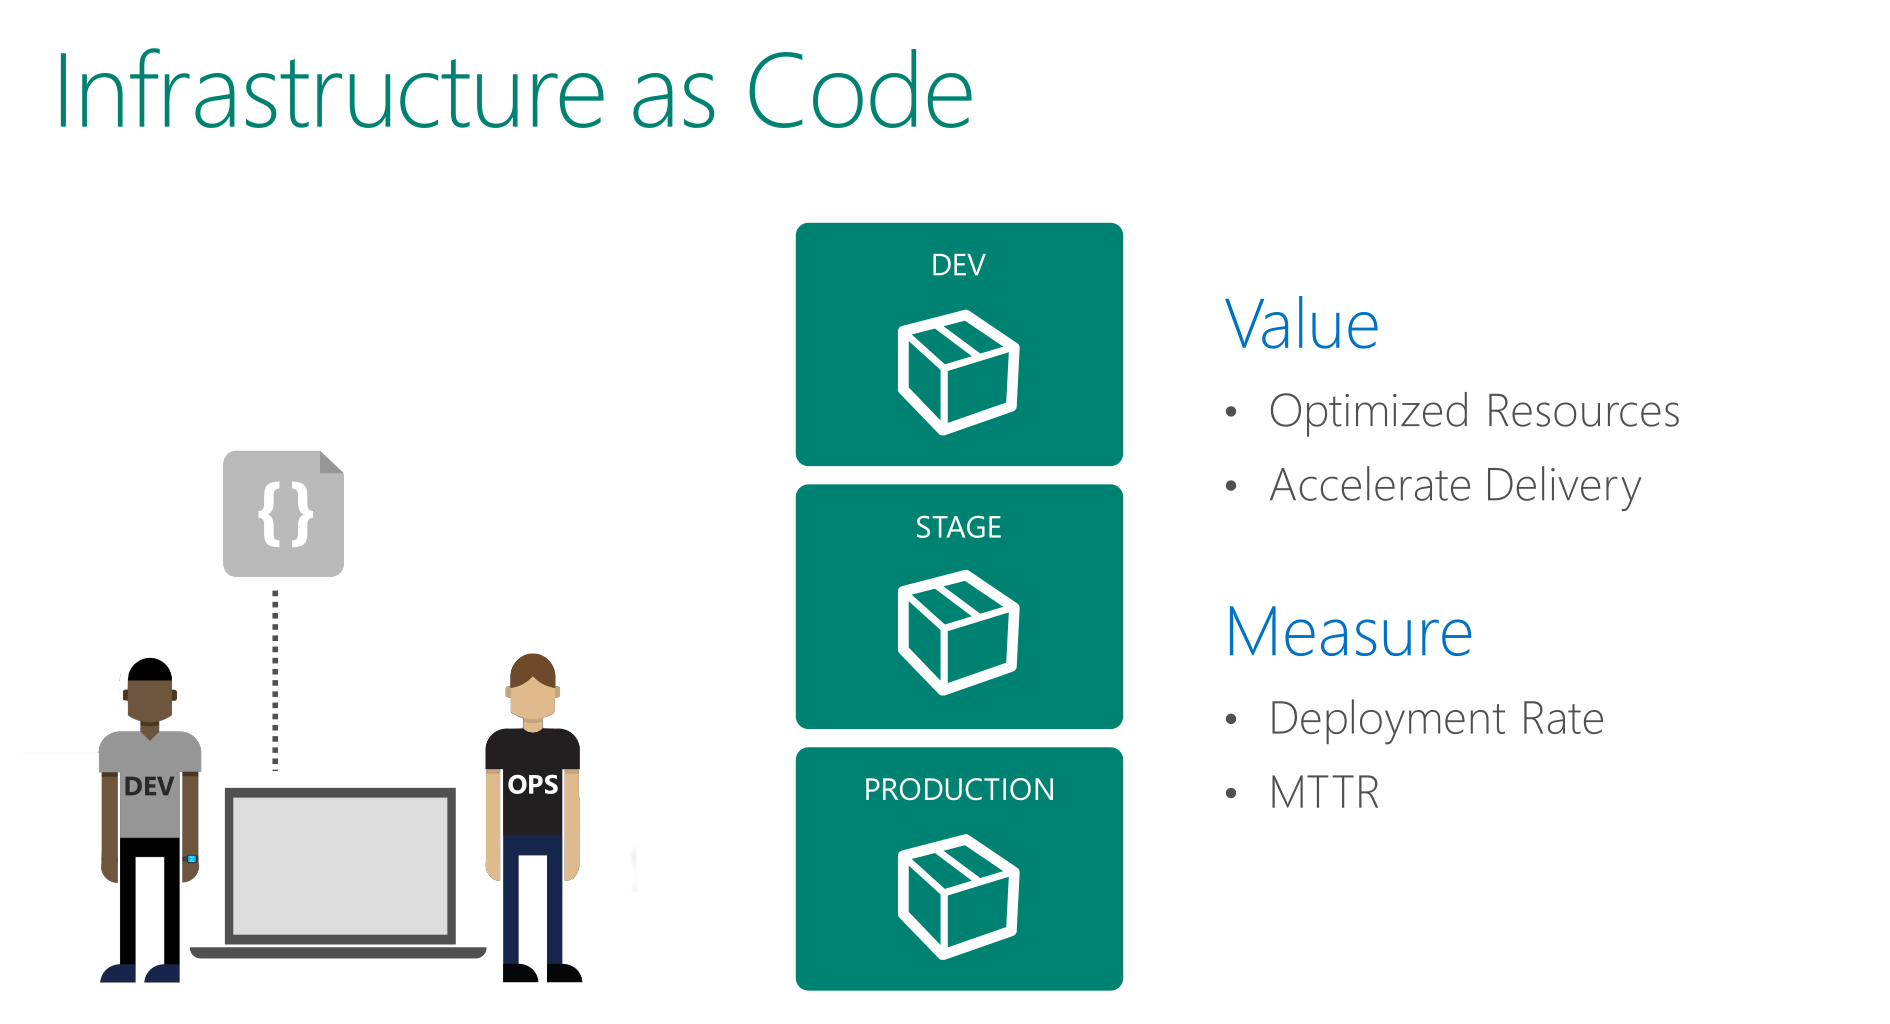 Infrastructure as Code
{}
DEV
OPS
DEV
STAGE
PRODUCTION
Value
• Optimized Resources
• Accelerate Delivery
Measure
• Deployment Rate
• MTTR